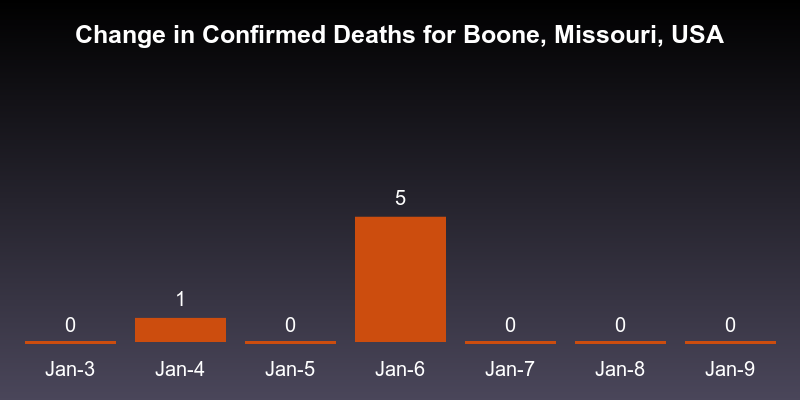 Change in Confirmed Deaths for Boone, Missouri, USA
0 1 0 5 0 0 0
Jan-3 Jan-4 Jan-5 Jan-6 Jan-7 Jan-8 Jan-9